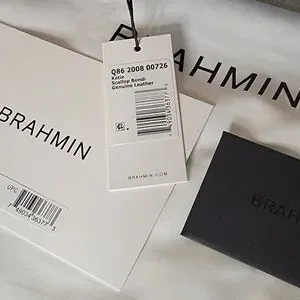 Q86 2008 00726
Katie
Scallop Bondi
Genuine Leather
BRAHMIN.COM
BRAHMIN
BRAHMIN
UPC
BRAHMIN